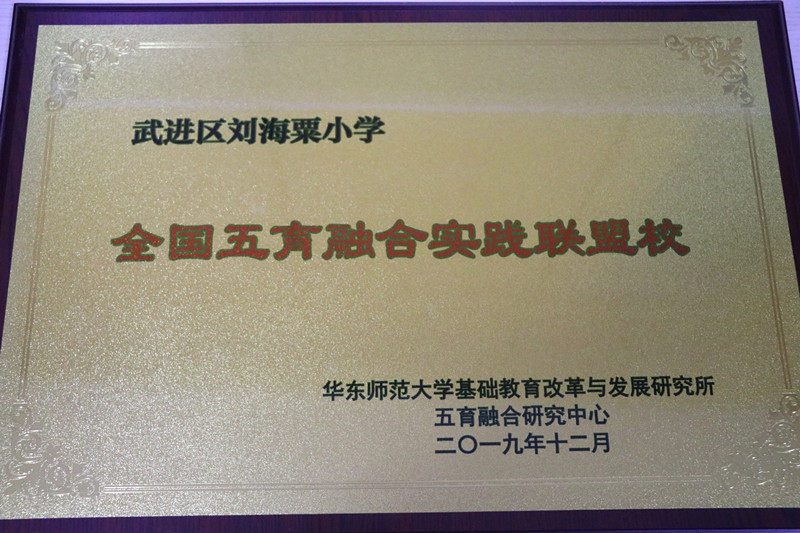 武进区刘海粟小学
全国五育融合实践联盟校
华东师范大学基础教育改革与发展研究所
五育融合研究中心
二〇一九年十二月